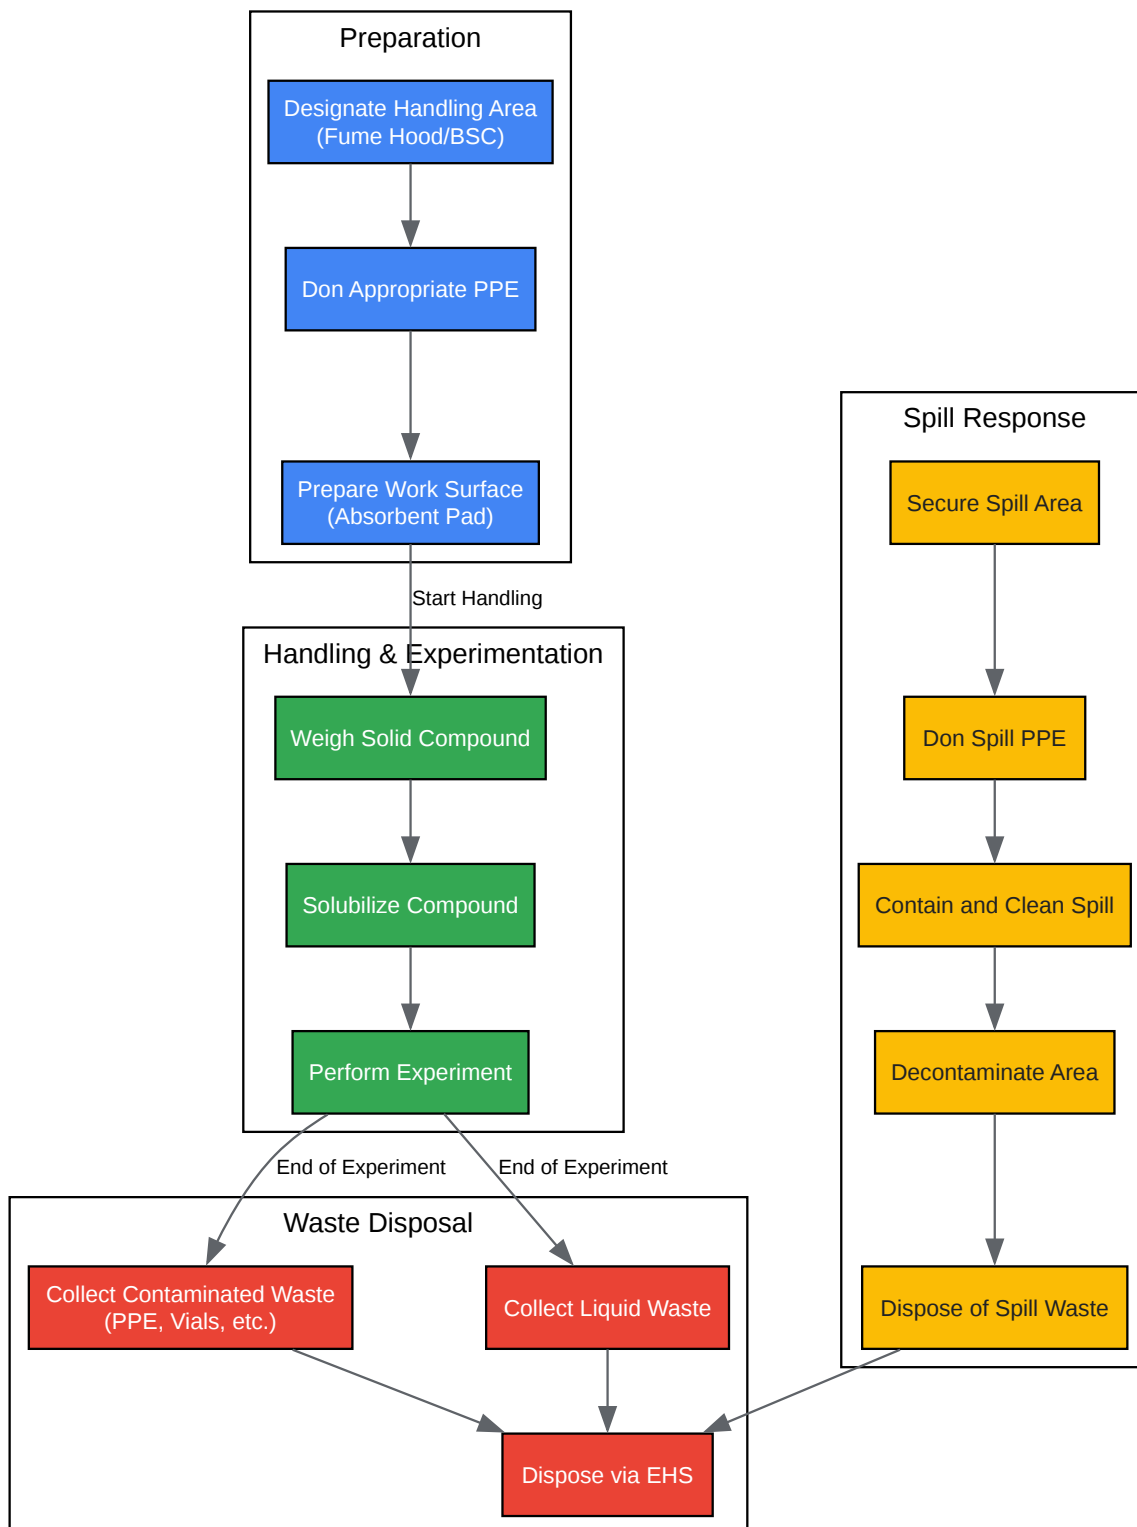 Preparation
Designate Handling Area
(Fume Hood/BSC)
Don Appropriate PPE
Prepare Work Surface
(Absorbent Pad)
Start Handling
Handling & Experimentation
Weigh Solid Compound
Solubilize Compound
Perform Experiment
End of Experiment
End of Experiment
Waste Disposal
Collect Contaminated Waste
(PPE, Vials, etc.)
Collect Liquid Waste
Dispose via EHS
Spill Response
Secure Spill Area
Don Spill PPE
Contain and Clean Spill
Decontaminate Area
Dispose of Spill Waste